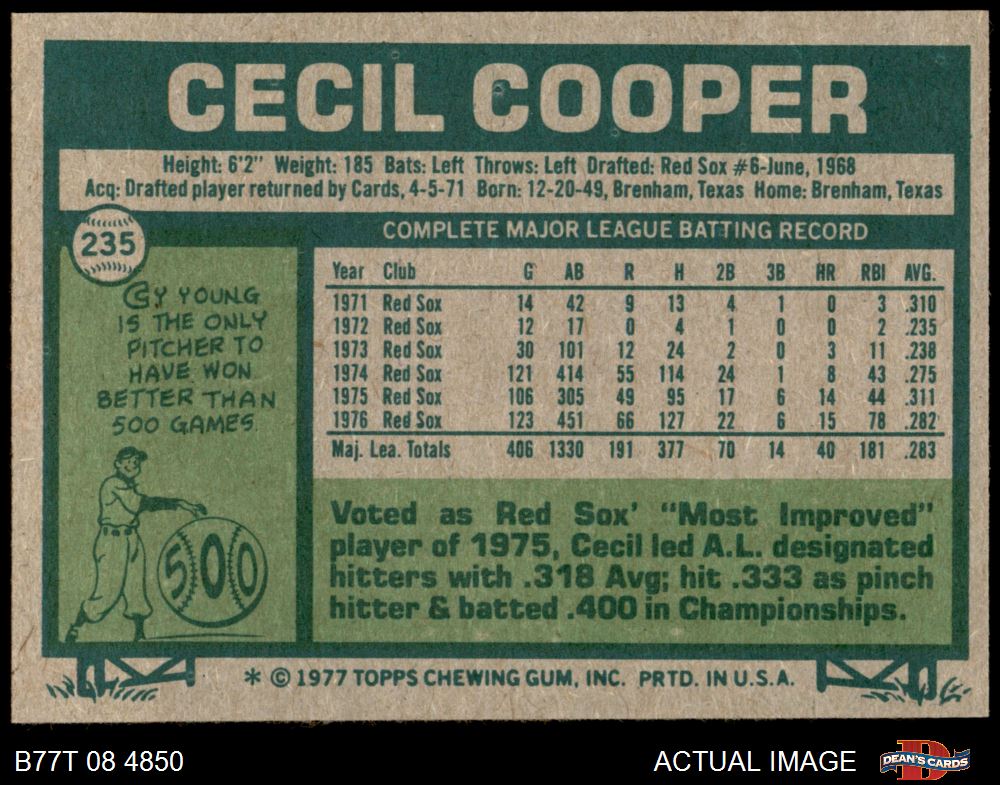 CECIL COOPER
Height: 6'2" Weight: 185 Bats: Left Throws: Left Drafted: Red Sox #6-June, 1968
Acq: Drafted player returned by Cards, 4-5-71 Born: 12-20-49, Brenham, Texas Home: Brenham, Texas
235
CY YOUNG
IS THE ONLY
PITCHER TO
HAVE WON
BETTER THAN
500 GAMES.
500
COMPLETE MAJOR LEAGUE BATTING RECORD
Year Club G AB R H 2B 3B HR RBI AVG.
1971 Red Sox 14 42 9 13 4 1 0 3 .310
1972 Red Sox 12 17 0 4 1 0 0 2 .235
1973 Red Sox 30 101 12 24 2 0 3 11 .238
1974 Red Sox 121 414 55 114 24 1 8 43 .275
1975 Red Sox 106 305 49 95 17 6 14 44 .311
1976 Red Sox 123 451 66 127 22 6 15 78 .282
Maj. Lea. Totals 406 1330 191 377 70 14 40 181 .283
Voted as Red Sox' "Most Improved"
player of 1975, Cecil led A.L. designated
hitters with .318 Avg; hit .333 as pinch
hitter & batted .400 in Championships.
* © 1977 TOPPS CHEWING GUM, INC. PRTD. IN U.S.A.
B77T 08 4850
ACTUAL IMAGE
D
DEAN'S CARDS